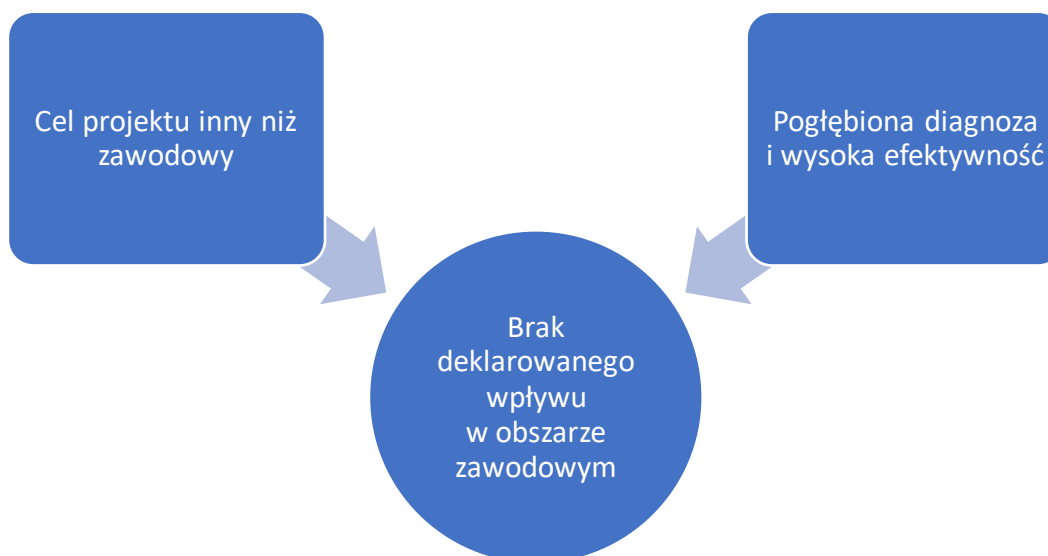 Cel projektu inny niż
zawodowy
Pogłębiona diagnoza
i wysoka efektywność
Brak
deklarowanego
wpływu
w obszarze
zawodowym